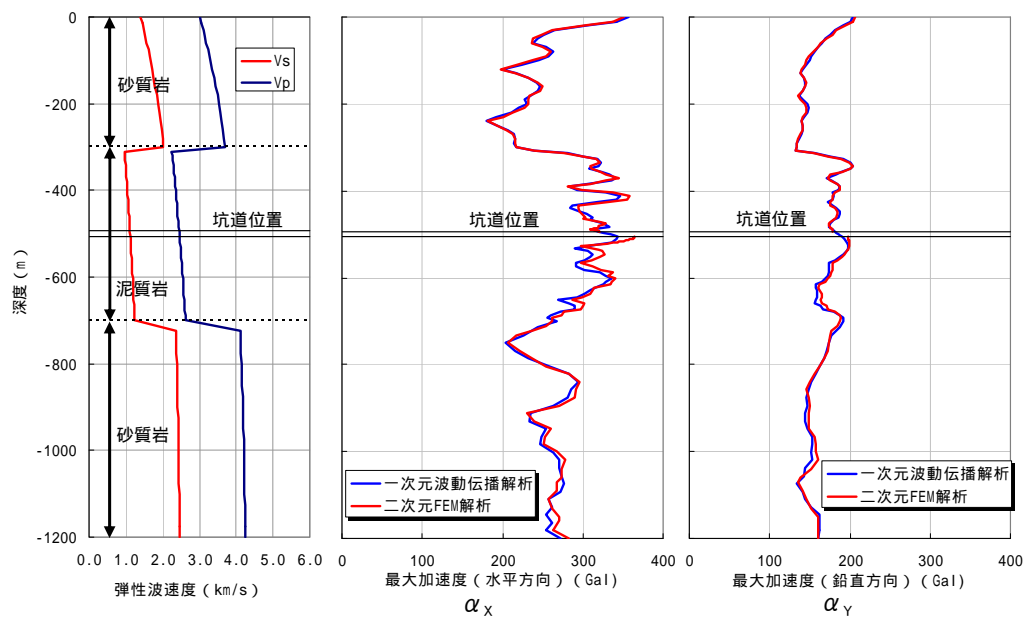 0
-200
-400
-600
-800
-1000
-1200
深度(m)
0.0 1.0 2.0 3.0 4.0 5.0 6.0
弾性波速度(km/s)
Vs
Vp
砂質岩
坑道位置
泥質岩
砂質岩
0 100 200 300 400
最大加速度(水平方向)(Gal)
αX
坑道位置
一次元波動伝播解析
二次元FEM解析
0 100 200 300 400
最大加速度(鉛直方向)(Gal)
αY
一次元波動伝播解析
二次元FEM解析